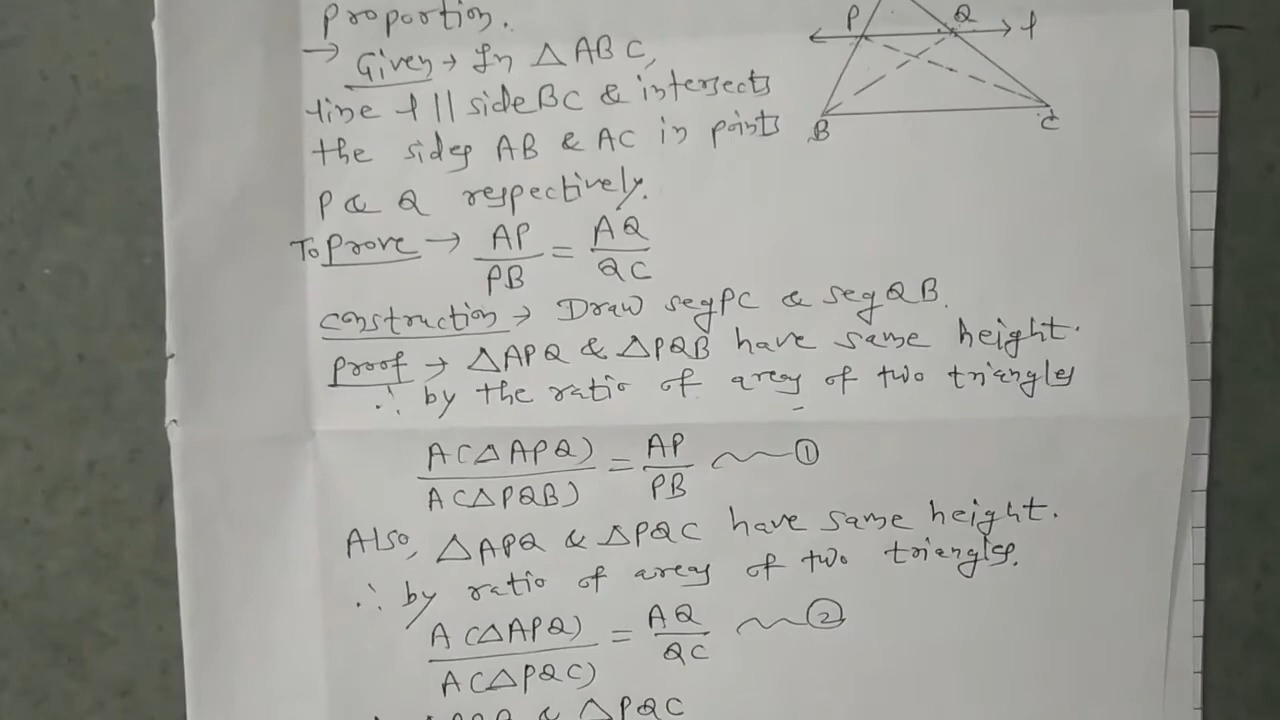 Proportion.
→ Given → In △ABC,
line l || side BC & intersects
the sides AB & AC in points
P & Q respectively.
To Prove → AP/PB = AQ/QC
Construction → Draw seg PC & seg QB.
Proof → △APQ & △PQB have same height.
∴ by the ratio of areas of two triangles
A(△APQ)/A(△PQB) = AP/PB ~ ①
Also, △APQ & △PQC have same height.
∴ by ratio of areas of two triangles.
A(△APQ)/A(△PQC) = AQ/QC ~ ②
& △PQC
P Q l
B C